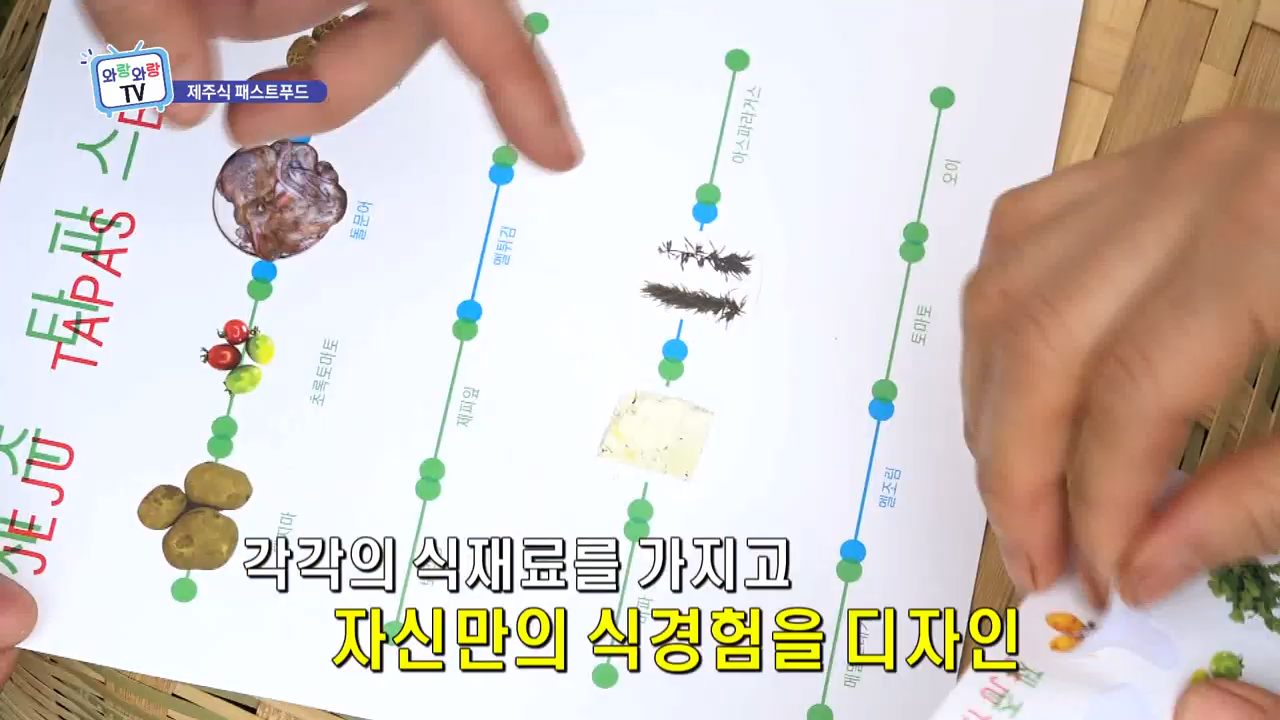 와랑와랑
TV
제주식 패스트푸드
제주 타파스
JEJU TAPAS
돌문어
초록토마토
멜튀김
제피잎
아스파라거스
오이
토마토
멜조림
각각의 식재료를 가지고
자신만의 식경험을 디자인